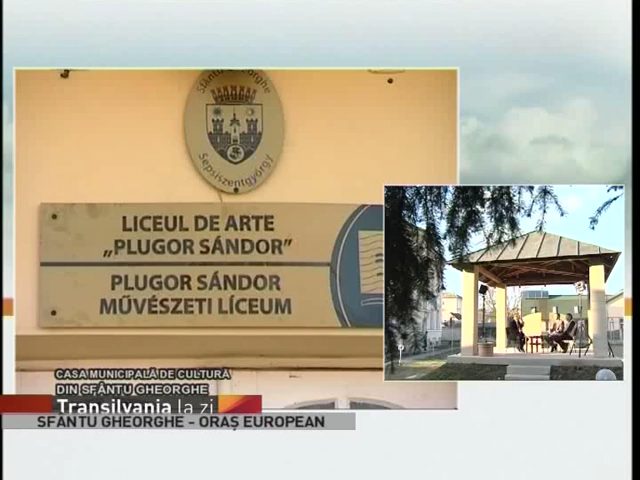 Sfântu Gheorghe
Sepsiszentgyörgy
LICEUL DE ARTE
„PLUGOR SÁNDOR”
PLUGOR SÁNDOR
MŰVÉSZETI LÍCEUM
CASA MUNICIPALĂ DE CULTURĂ
DIN SFÂNTU GHEORGHE
Transilvania la zi
SFÂNTU GHEORGHE - ORAȘ EUROPEAN